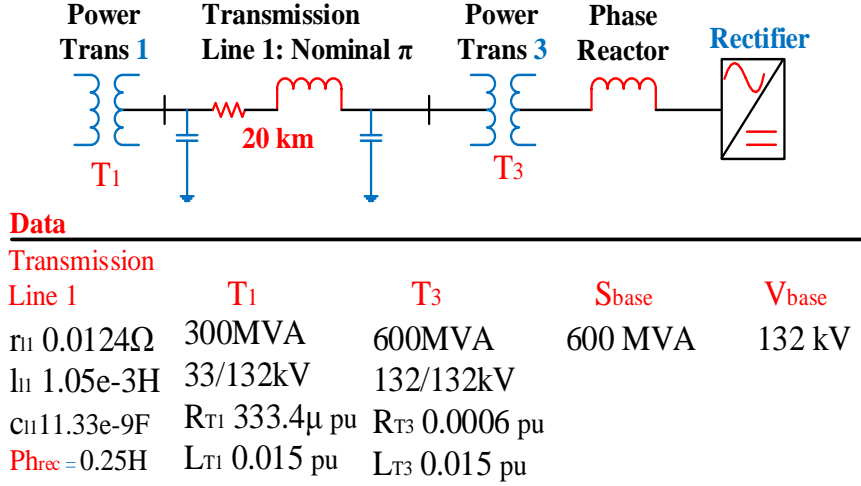 Power Trans 1
Transmission Line 1: Nominal π
Power Trans 3
Phase Reactor
Rectifier
20 km
T1
T3
Data
Transmission Line 1 T1 T3 Sbase Vbase
rl1 0.0124Ω 300MVA 600MVA 600 MVA 132 kV
ll1 1.05e-3H 33/132kV 132/132kV
cl11.33e-9F RT1 333.4μ pu RT3 0.0006 pu
Phrec = 0.25H LT1 0.015 pu LT3 0.015 pu